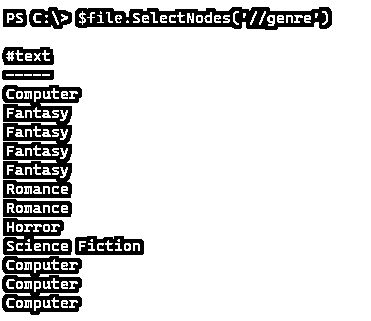 PS C:\> $file.SelectNodes('//genre')
#text
-----
Computer
Fantasy
Fantasy
Fantasy
Fantasy
Romance
Romance
Horror
Science Fiction
Computer
Computer
Computer